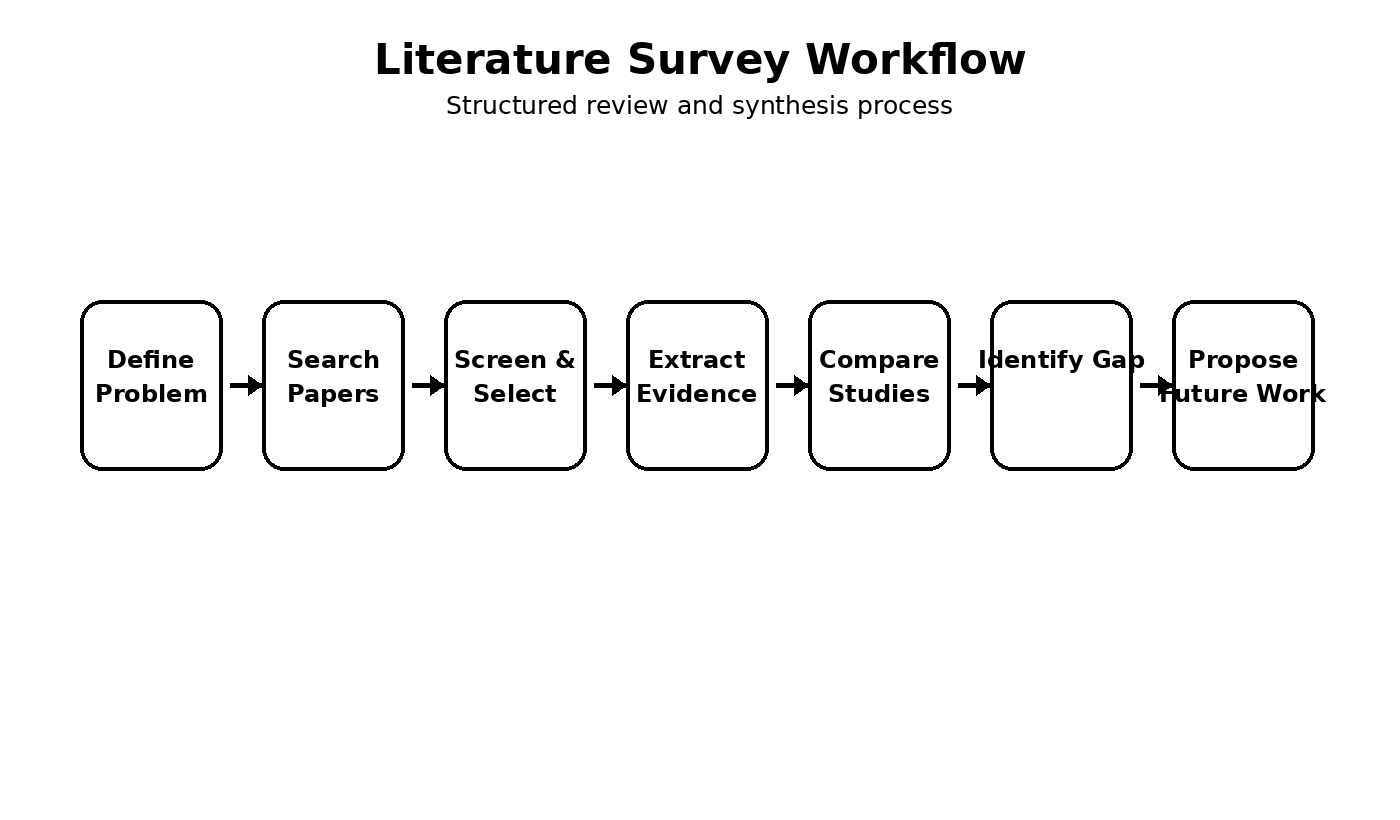 Literature Survey Workflow
Structured review and synthesis process
Define
Problem
Search
Papers
Screen &
Select
Extract
Evidence
Compare
Studies
Identify Gap
Propose
Future Work